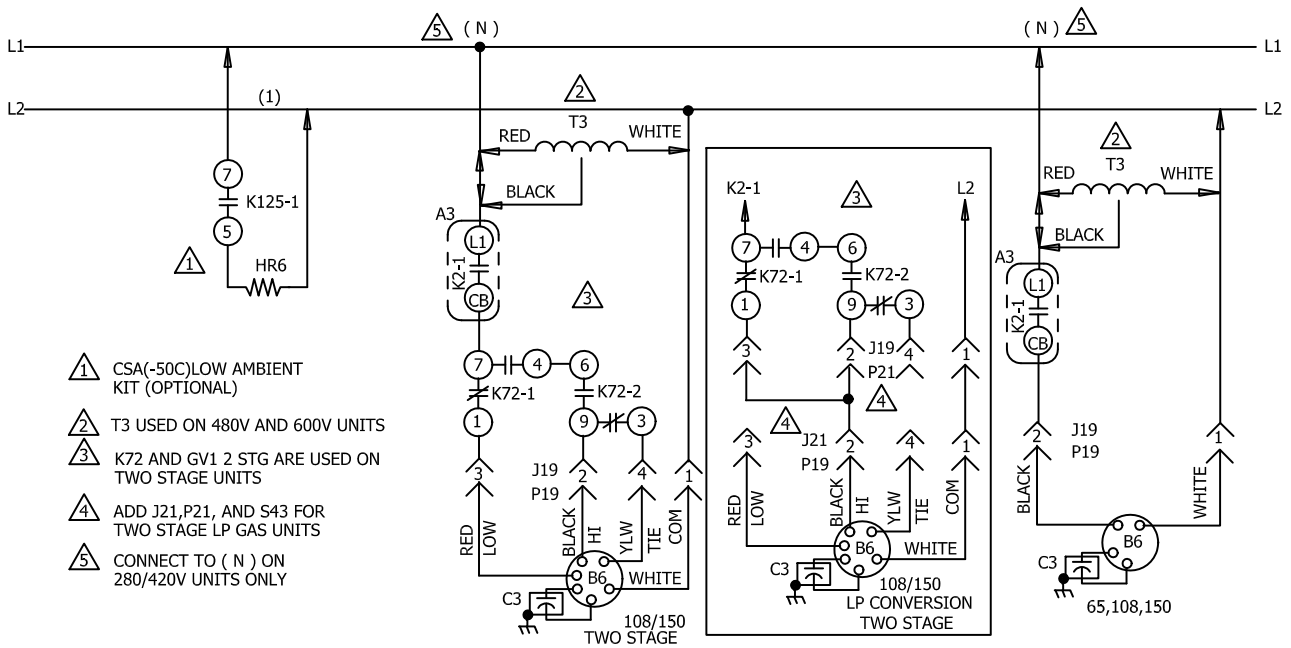 5 ( N )
( N ) 5
L1
L1
L2
(1)
L2
2
T3
RED
WHITE
BLACK
2
T3
RED
WHITE
BLACK
7
K125-1
5
1
HR6
A3
L1
K2-1
CB
3
7
4
6
K72-1
K72-2
1
9
3
3
2
4
1
J19
P19
RED
LOW
BLACK
HI
YLW
TIE
COM
B6
WHITE
C3
108/150
TWO STAGE
K2-1
L2
3
7
4
6
K72-1
K72-2
1
9
3
3
2
4
1
J19
P21
4
4
3
2
4
1
J21
P19
RED
LOW
BLACK
HI
YLW
TIE
COM
B6
WHITE
C3
108/150
LP CONVERSION
TWO STAGE
A3
L1
K2-1
CB
2
J19
P19
1
BLACK
WHITE
B6
C3
65,108,150
1 CSA(-50C)LOW AMBIENT
KIT (OPTIONAL)
2 T3 USED ON 480V AND 600V UNITS
3 K72 AND GV1 2 STG ARE USED ON
TWO STAGE UNITS
4 ADD J21,P21, AND S43 FOR
TWO STAGE LP GAS UNITS
5 CONNECT TO ( N ) ON
280/420V UNITS ONLY